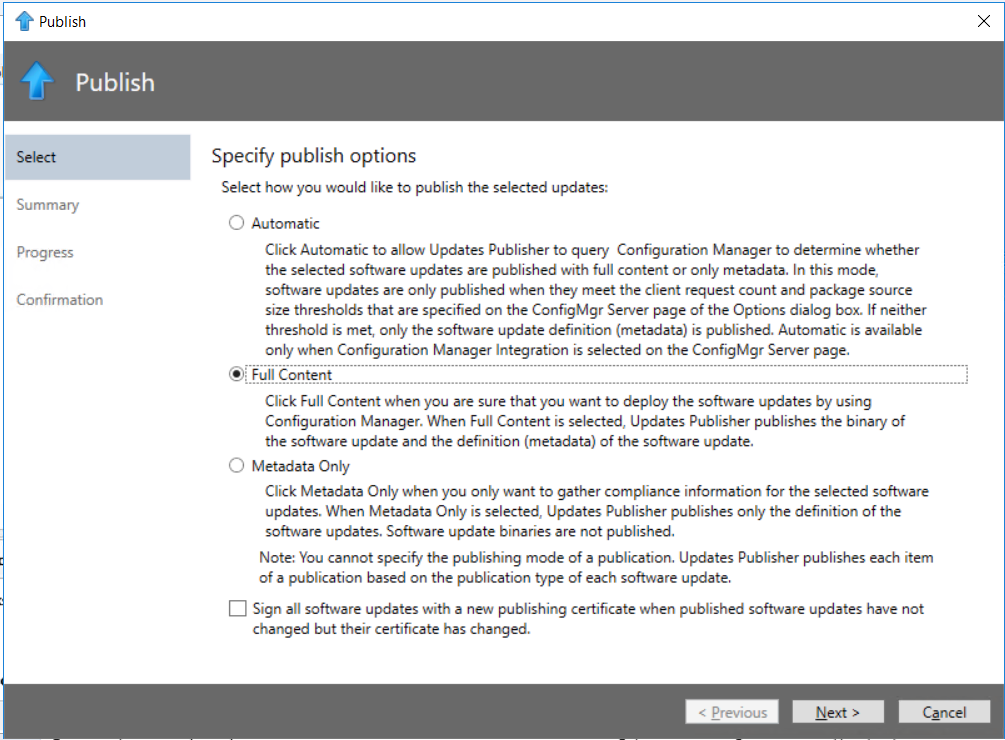 Publish
Publish
Select
Summary
Progress
Confirmation
Specify publish options
Select how you would like to publish the selected updates:
Automatic
Click Automatic to allow Updates Publisher to query  Configuration Manager to determine whether
the selected software updates are published with full content or only metadata. In this mode,
software updates are only published when they meet the client request count and package source
size thresholds that are specified on the ConfigMgr Server page of the Options dialog box. If neither
threshold is met, only the software update definition (metadata) is published. Automatic is available
only when Configuration Manager Integration is selected on the ConfigMgr Server page.
Full Content
Click Full Content when you are sure that you want to deploy the software updates by using
Configuration Manager. When Full Content is selected, Updates Publisher publishes the binary of
the software update and the definition (metadata) of the software update.
Metadata Only
Click Metadata Only when you only want to gather compliance information for the selected software
updates. When Metadata Only is selected, Updates Publisher publishes only the definition of the
software updates. Software update binaries are not published.
Note: You cannot specify the publishing mode of a publication. Updates Publisher publishes each item
of a publication based on the publication type of each software update.
Sign all software updates with a new publishing certificate when published software updates have not
changed but their certificate has changed.
< Previous
Next >
Cancel